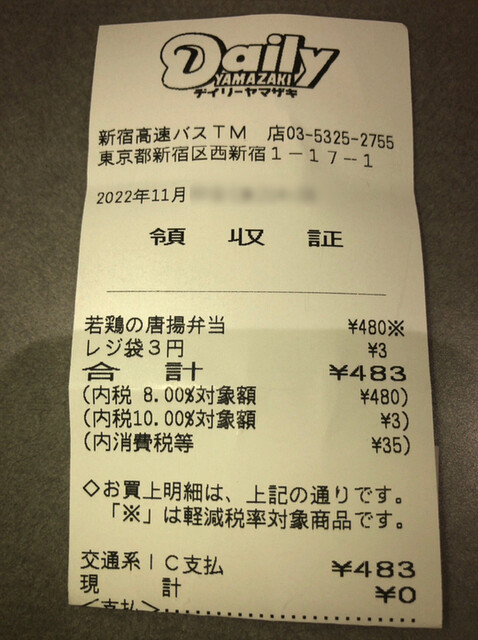 Daily
YAMAZAKI
デイリーヤマザキ
新宿高速バスTM 店03-5325-2755
東京都新宿区西新宿1-17-1
2022年11月
領 収 証
若鶏の唐揚弁当 ¥480※
レジ袋3円 ¥3
合 計 ¥483
(内税 8.00%対象額 ¥480)
(内税10.00%対象額 ¥3)
(内消費税等 ¥35)
◇お買上明細は、上記の通りです。
「※」は軽減税率対象商品です。
交通系IC支払 ¥483
現 計 ¥0
<支払>